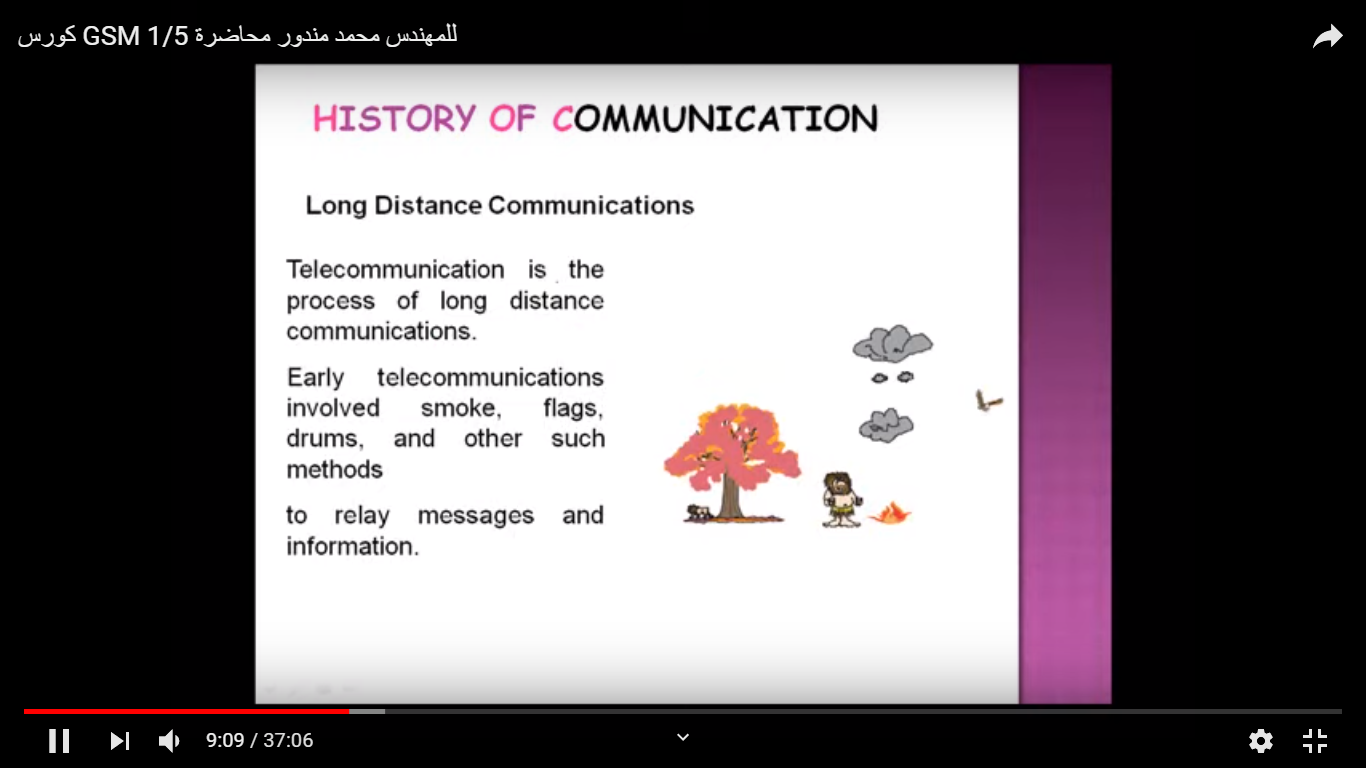 كورس GSM 1/5 للمهندس محمد مندور محاضرة
HISTORY OF COMMUNICATION
Long Distance Communications
Telecommunication is the
process of long distance
communications.
Early telecommunications
involved smoke, flags,
drums, and other such
methods
to relay messages and
information.
9:09 / 37:06